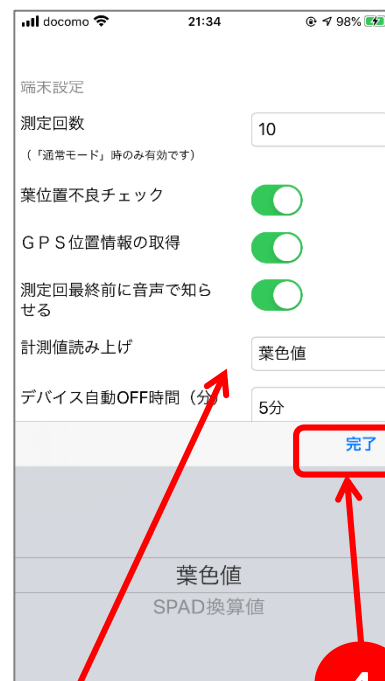 docomo 21:34 98%
端末設定
測定回数 10
（「通常モード」時のみ有効です）
葉位置不良チェック
ＧＰＳ位置情報の取得
測定回最終前に音声で知ら
せる
計測値読み上げ 葉色値
デバイス自動OFF時間（分） 5分
完了
葉色値
SPAD換算値